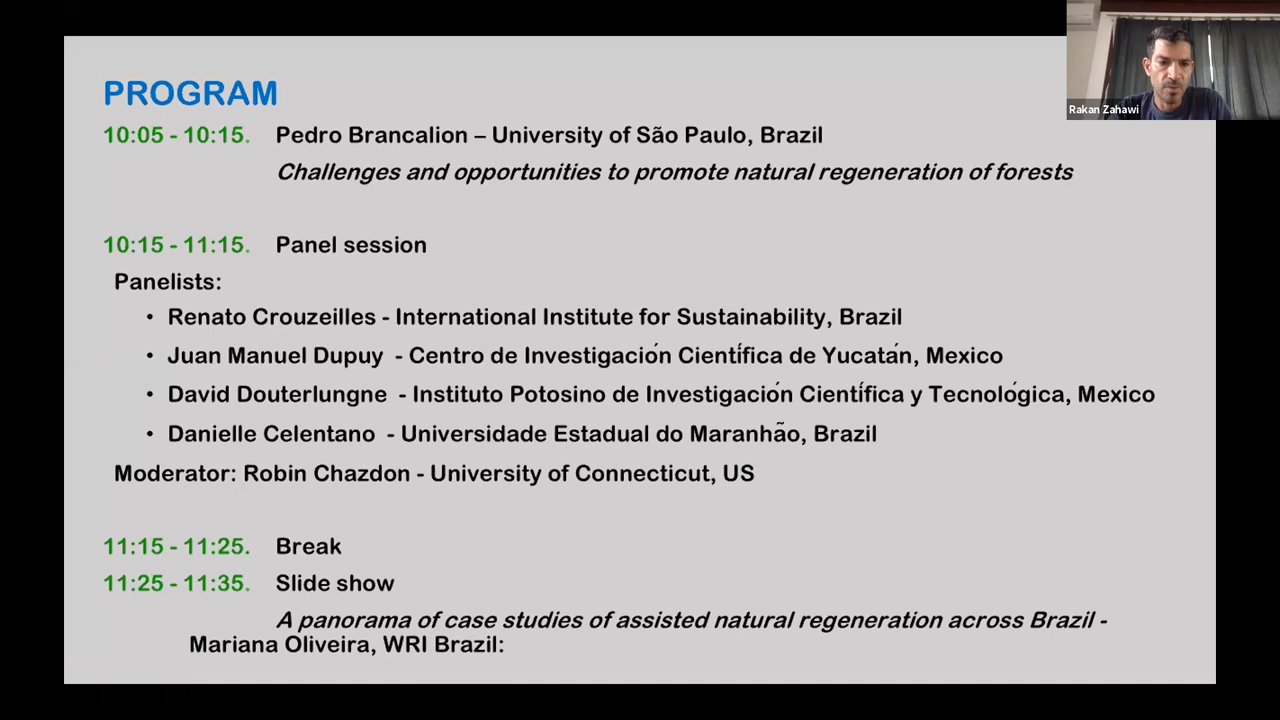 PROGRAM
10:05 - 10:15. Pedro Brancalion – University of São Paulo, Brazil
Challenges and opportunities to promote natural regeneration of forests
10:15 - 11:15. Panel session
Panelists:
• Renato Crouzeilles - International Institute for Sustainability, Brazil
• Juan Manuel Dupuy - Centro de Investigación Científica de Yucatán, Mexico
• David Douterlungne - Instituto Potosino de Investigación Científica y Tecnológica, Mexico
• Danielle Celentano - Universidade Estadual do Maranhão, Brazil
Moderator: Robin Chazdon - University of Connecticut, US
11:15 - 11:25. Break
11:25 - 11:35. Slide show
A panorama of case studies of assisted natural regeneration across Brazil -
Mariana Oliveira, WRI Brazil:
Rakan Zahawi